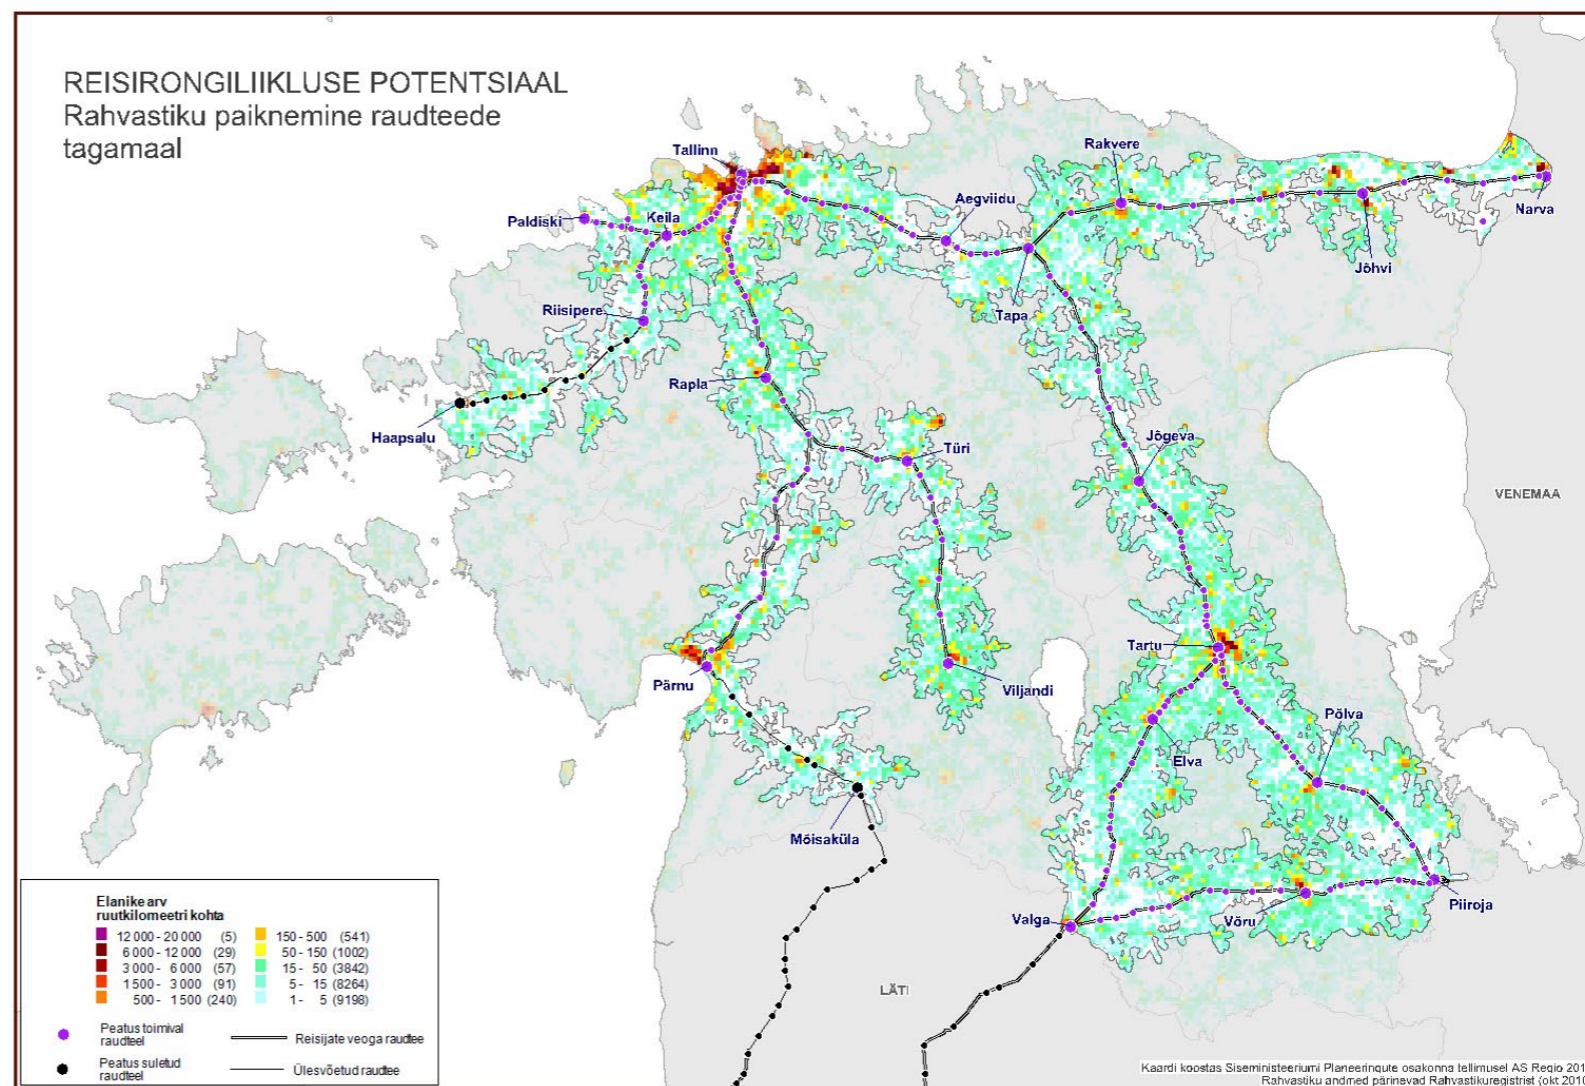 REISIRONGILIIKLUSE POTENTSIAAL
Rahvastiku paiknemine raudteede
tagamaal
Tallinn
Rakvere
Aegviidu
Narva
Paldiski
Keila
Jõhvi
Tapa
Riisipere
Rapla
Haapsalu
Türi
Jõgeva
VENEMAA
Tartu
Pärnu
Viljandi
Põlva
Elva
Mõisaküla
Piiroja
Valga
Võru
LÄTI
Elanike arv
ruutkilomeetri kohta
12 000 - 20 000 (5)
6 000 - 12 000 (29)
3 000 - 6 000 (57)
1 500 - 3 000 (91)
500 - 1 500 (240)
150 - 500 (541)
50 - 150 (1002)
15 - 50 (3842)
5 - 15 (8264)
1 - 5 (9198)
Peatus toimival
raudteel
Reisijate veoga raudtee
Peatus suletud
raudteel
Ülesvõetud raudtee
Kaardi koostas Siseministeeriumi Planeeringute osakonna tellimusel AS Regio 201
Rahvastiku andmed pärinevad Rahvastikuregistrist (okt 2010